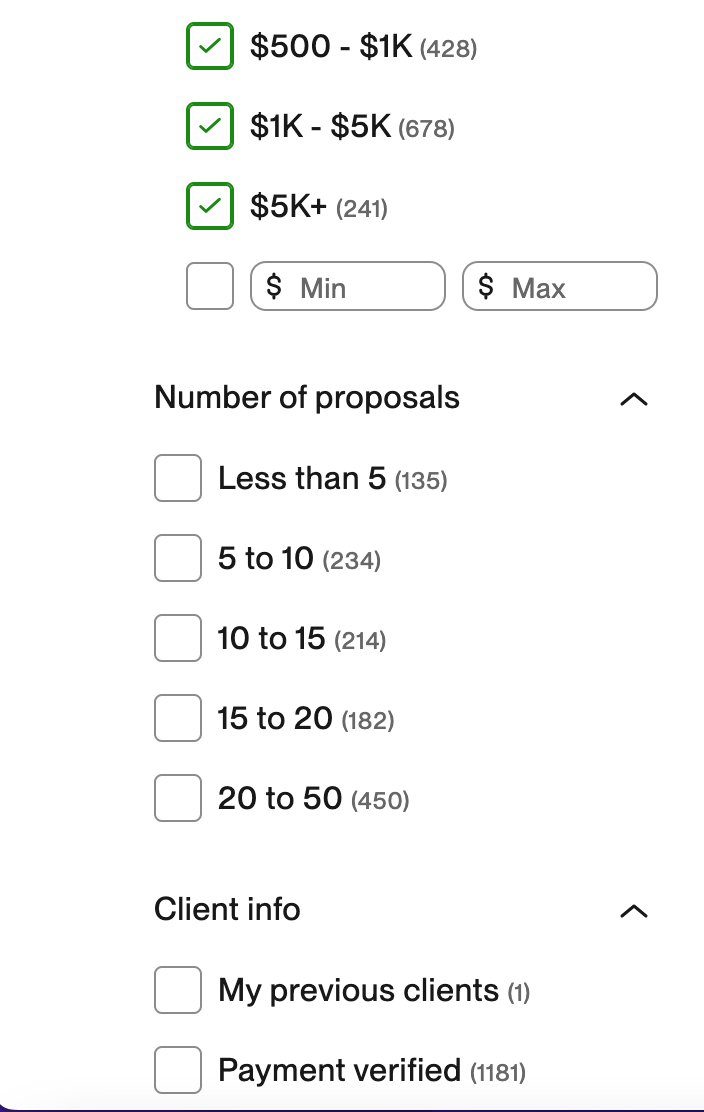 $500 - $1K (428)
$1K - $5K (678)
$5K+ (241)
$ Min $ Max
Number of proposals
Less than 5 (135)
5 to 10 (234)
10 to 15 (214)
15 to 20 (182)
20 to 50 (450)
Client info
My previous clients (1)
Payment verified (1181)